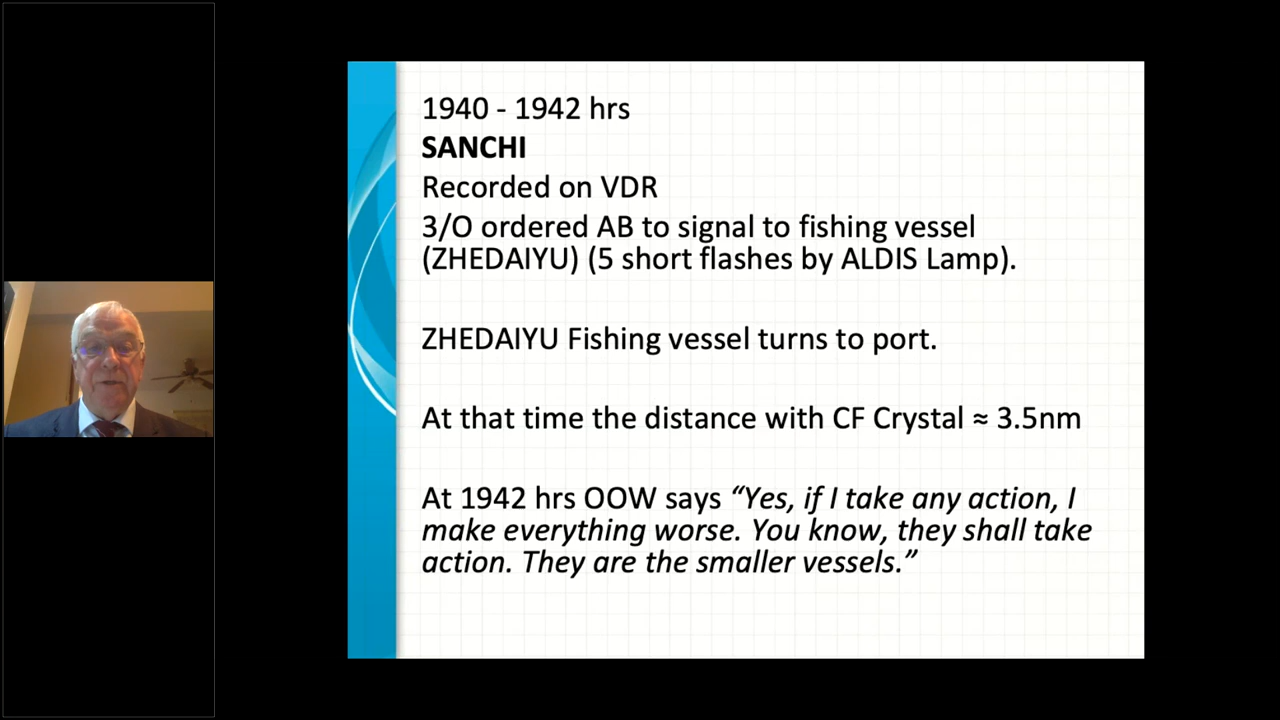 1940 - 1942 hrs
SANCHI
Recorded on VDR
3/O ordered AB to signal to fishing vessel
(ZHEDAIYU) (5 short flashes by ALDIS Lamp).
ZHEDAIYU Fishing vessel turns to port.
At that time the distance with CF Crystal ≈ 3.5nm
At 1942 hrs OOW says “Yes, if I take any action, I
make everything worse. You know, they shall take
action. They are the smaller vessels.”